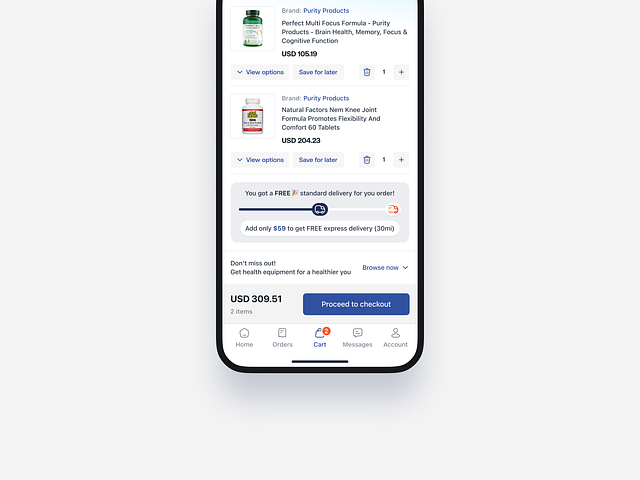 Brand: Purity Products
Perfect Multi Focus Formula - Purity
Products - Brain Health, Memory, Focus &
Cognitive Function
USD 105.19
View options
Save for later
1
Brand: Purity Products
Natural Factors Nem Knee Joint
Formula Promotes Flexibility And
Comfort 60 Tablets
USD 204.23
View options
Save for later
1
You got a FREE🎉 standard delivery for you order!
Add only $59 to get FREE express delivery (30mi)
Don't miss out!
Get health equipment for a healthier you
Browse now
USD 309.51
2 items
Proceed to checkout
2
Home
Orders
Cart
Messages
Account